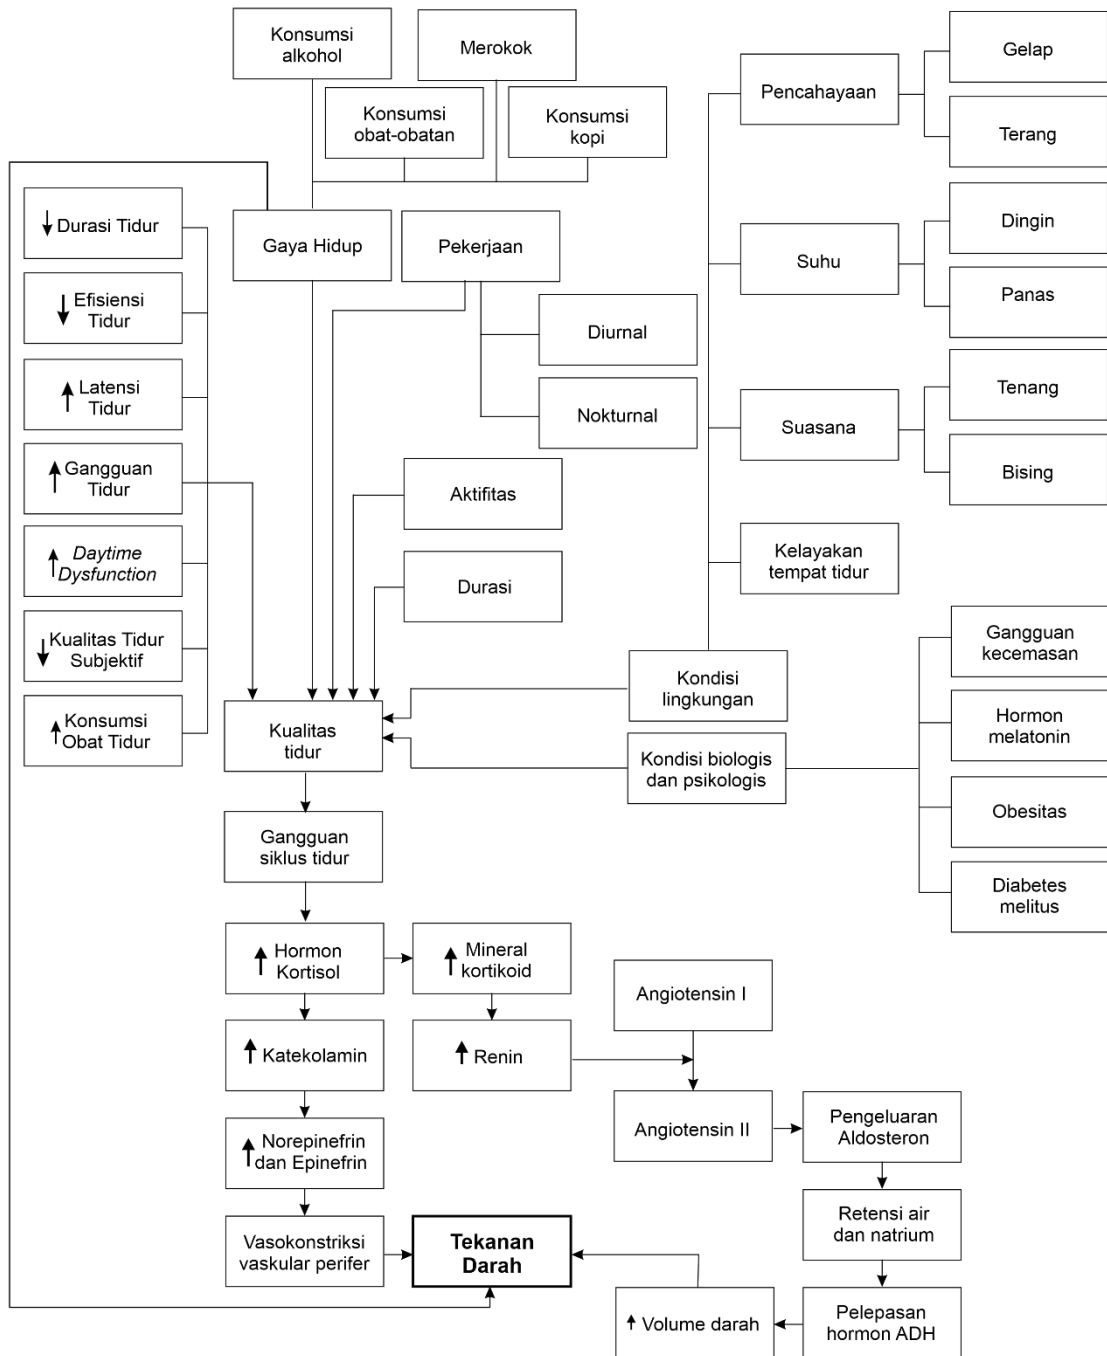 Konsumsi
alkohol
Merokok
Konsumsi
obat-obatan
Konsumsi
kopi
Pencahayaan
Gelap
Terang
↓ Durasi Tidur
Gaya Hidup
Pekerjaan
Suhu
Dingin
Panas
↓ Efisiensi
Tidur
Diurnal
Nokturnal
↑ Latensi
Tidur
Suasana
Tenang
Bising
↑ Gangguan
Tidur
Aktifitas
↑ Daytime
Dysfunction
Durasi
Kelayakan
tempat tidur
↓ Kualitas Tidur
Subjektif
Kondisi
lingkungan
Gangguan
kecemasan
↑ Konsumsi
Obat Tidur
Kualitas
tidur
Kondisi biologis
dan psikologis
Hormon
melatonin
Obesitas
Diabetes
melitus
Gangguan
siklus tidur
↑ Hormon
Kortisol
↑ Mineral
kortikoid
Angiotensin I
↑ Katekolamin
↑ Renin
Angiotensin II
Pengeluaran
Aldosteron
↑ Norepinefrin
dan Epinefrin
Retensi air
dan natrium
Vasokonstriksi
vaskular perifer
Tekanan
Darah
↑ Volume darah
Pelepasan
hormon ADH